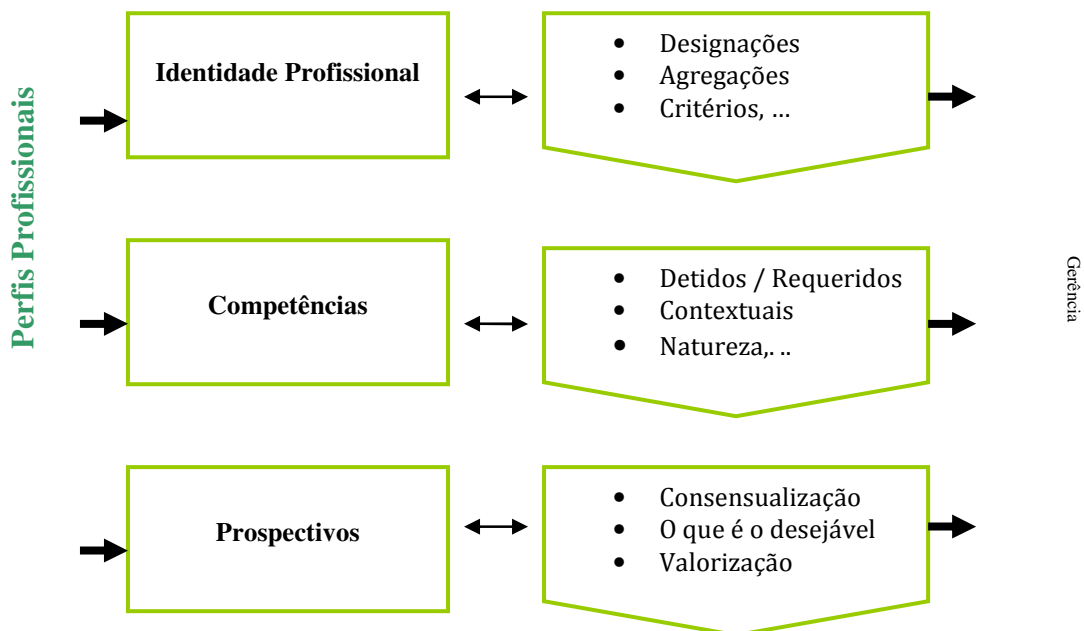 Perfis Profissionais
Identidade Profissional
• Designações
• Agregações
• Critérios, ...
Competências
• Detidos / Requeridos
• Contextuais
• Natureza,. ..
Prospectivos
• Consensualização
• O que é o desejável
• Valorização
Gerência